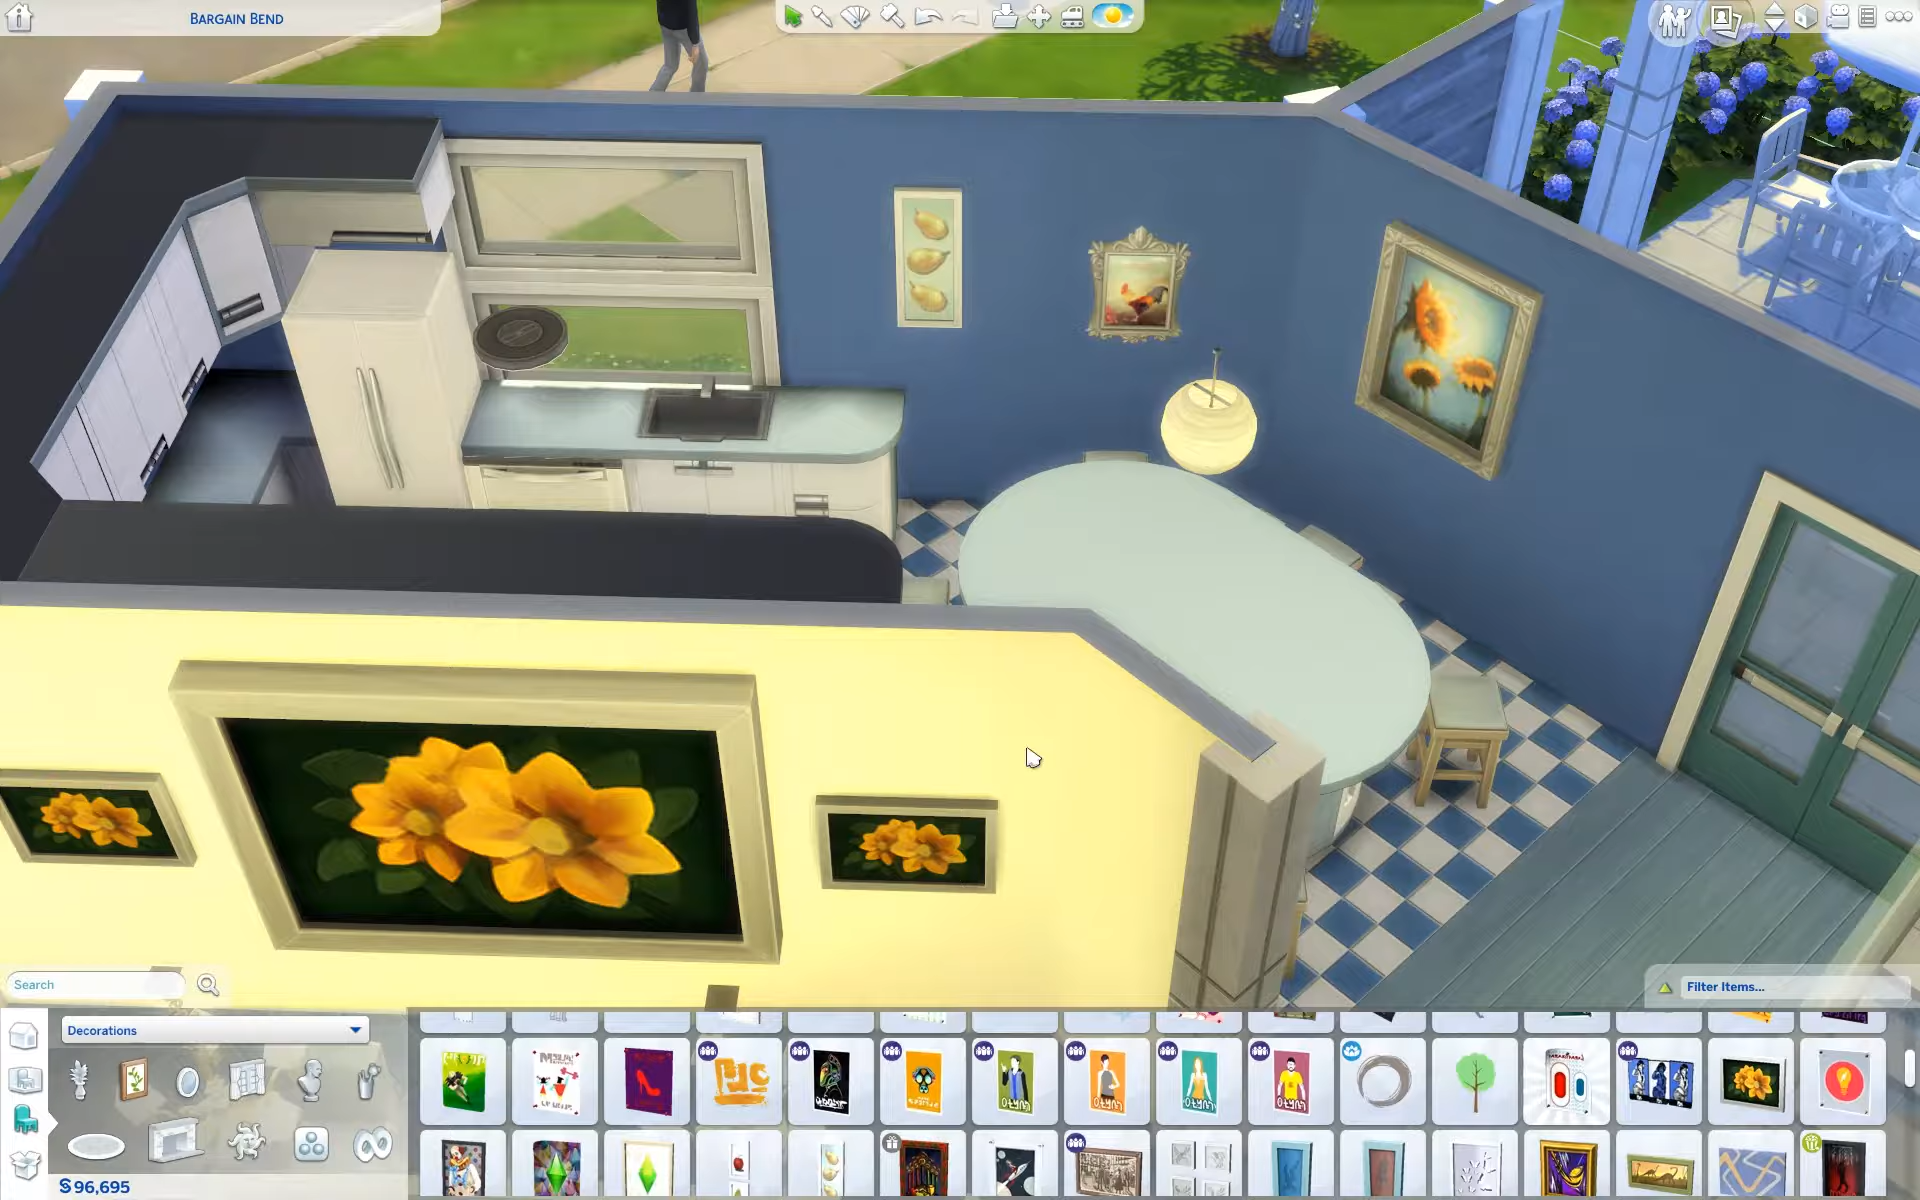 Bargain Bend
Search
Filter Items...
Decorations
§96,695